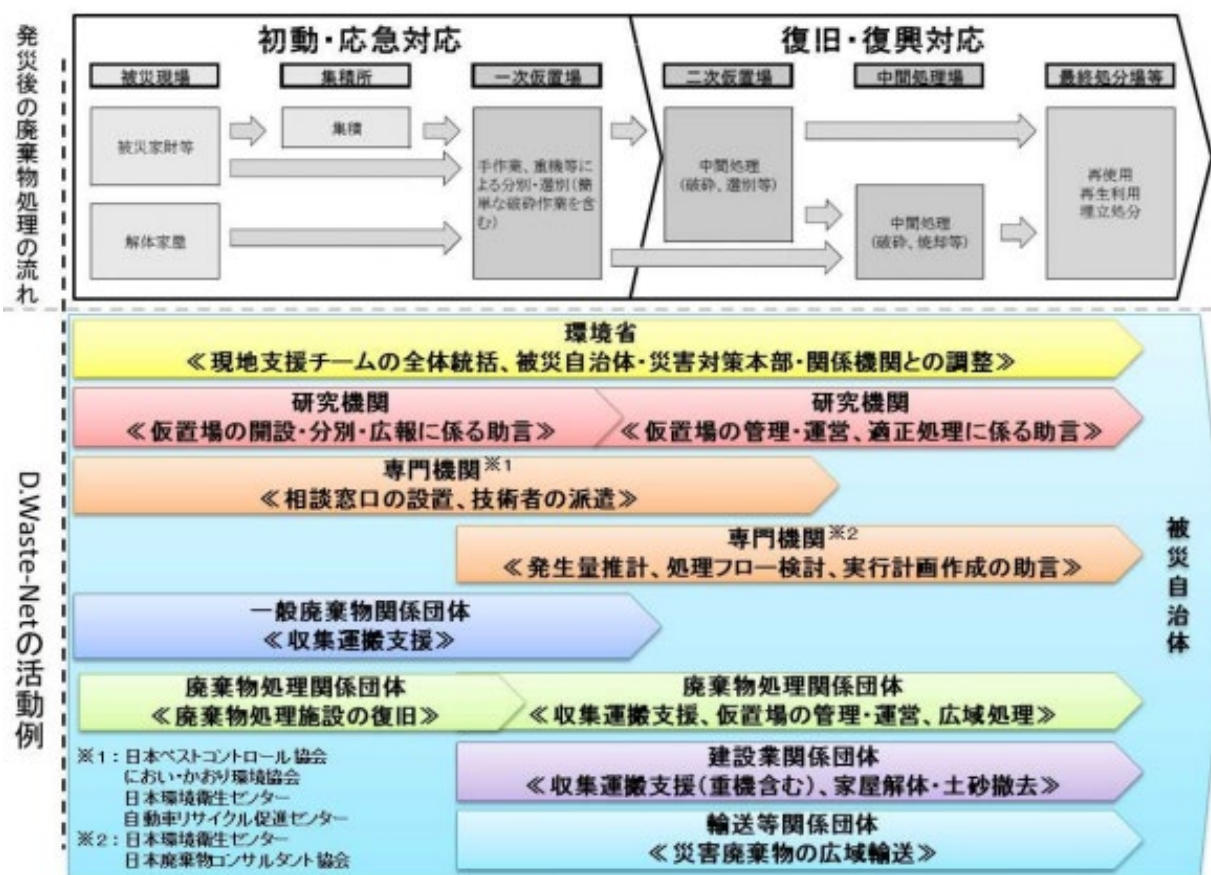 発災後の廃棄物処理の流れ
初動・応急対応
復旧・復興対応
被災現場
集積所
一次仮置場
二次仮置場
中間処理場
最終処分場等
被災家財等
集積
手作業、重機等に
よる分別・選別(簡
単な破砕作業を含
む)
中間処理
(破砕、選別等)
再使用
再生利用
埋立処分
解体家屋
中間処理
(破砕、焼却等)
D.Waste-Netの活動例
環境省
≪現地支援チームの全体統括、被災自治体・災害対策本部・関係機関との調整≫
研究機関
≪仮置場の開設・分別・広報に係る助言≫
研究機関
≪仮置場の管理・運営、適正処理に係る助言≫
専門機関※1
≪相談窓口の設置、技術者の派遣≫
専門機関※2
≪発生量推計、処理フロー検討、実行計画作成の助言≫
一般廃棄物関係団体
≪収集運搬支援≫
廃棄物処理関係団体
≪廃棄物処理施設の復旧≫
廃棄物処理関係団体
≪収集運搬支援、仮置場の管理・運営、広域処理≫
建設業関係団体
≪収集運搬支援(重機含む)、家屋解体・土砂撤去≫
輸送等関係団体
≪災害廃棄物の広域輸送≫
被災自治体
※1:日本ペストコントロール協会
におい・かおり環境協会
日本環境衛生センター
自動車リサイクル促進センター
※2:日本環境衛生センター
日本廃棄物コンサルタント協会